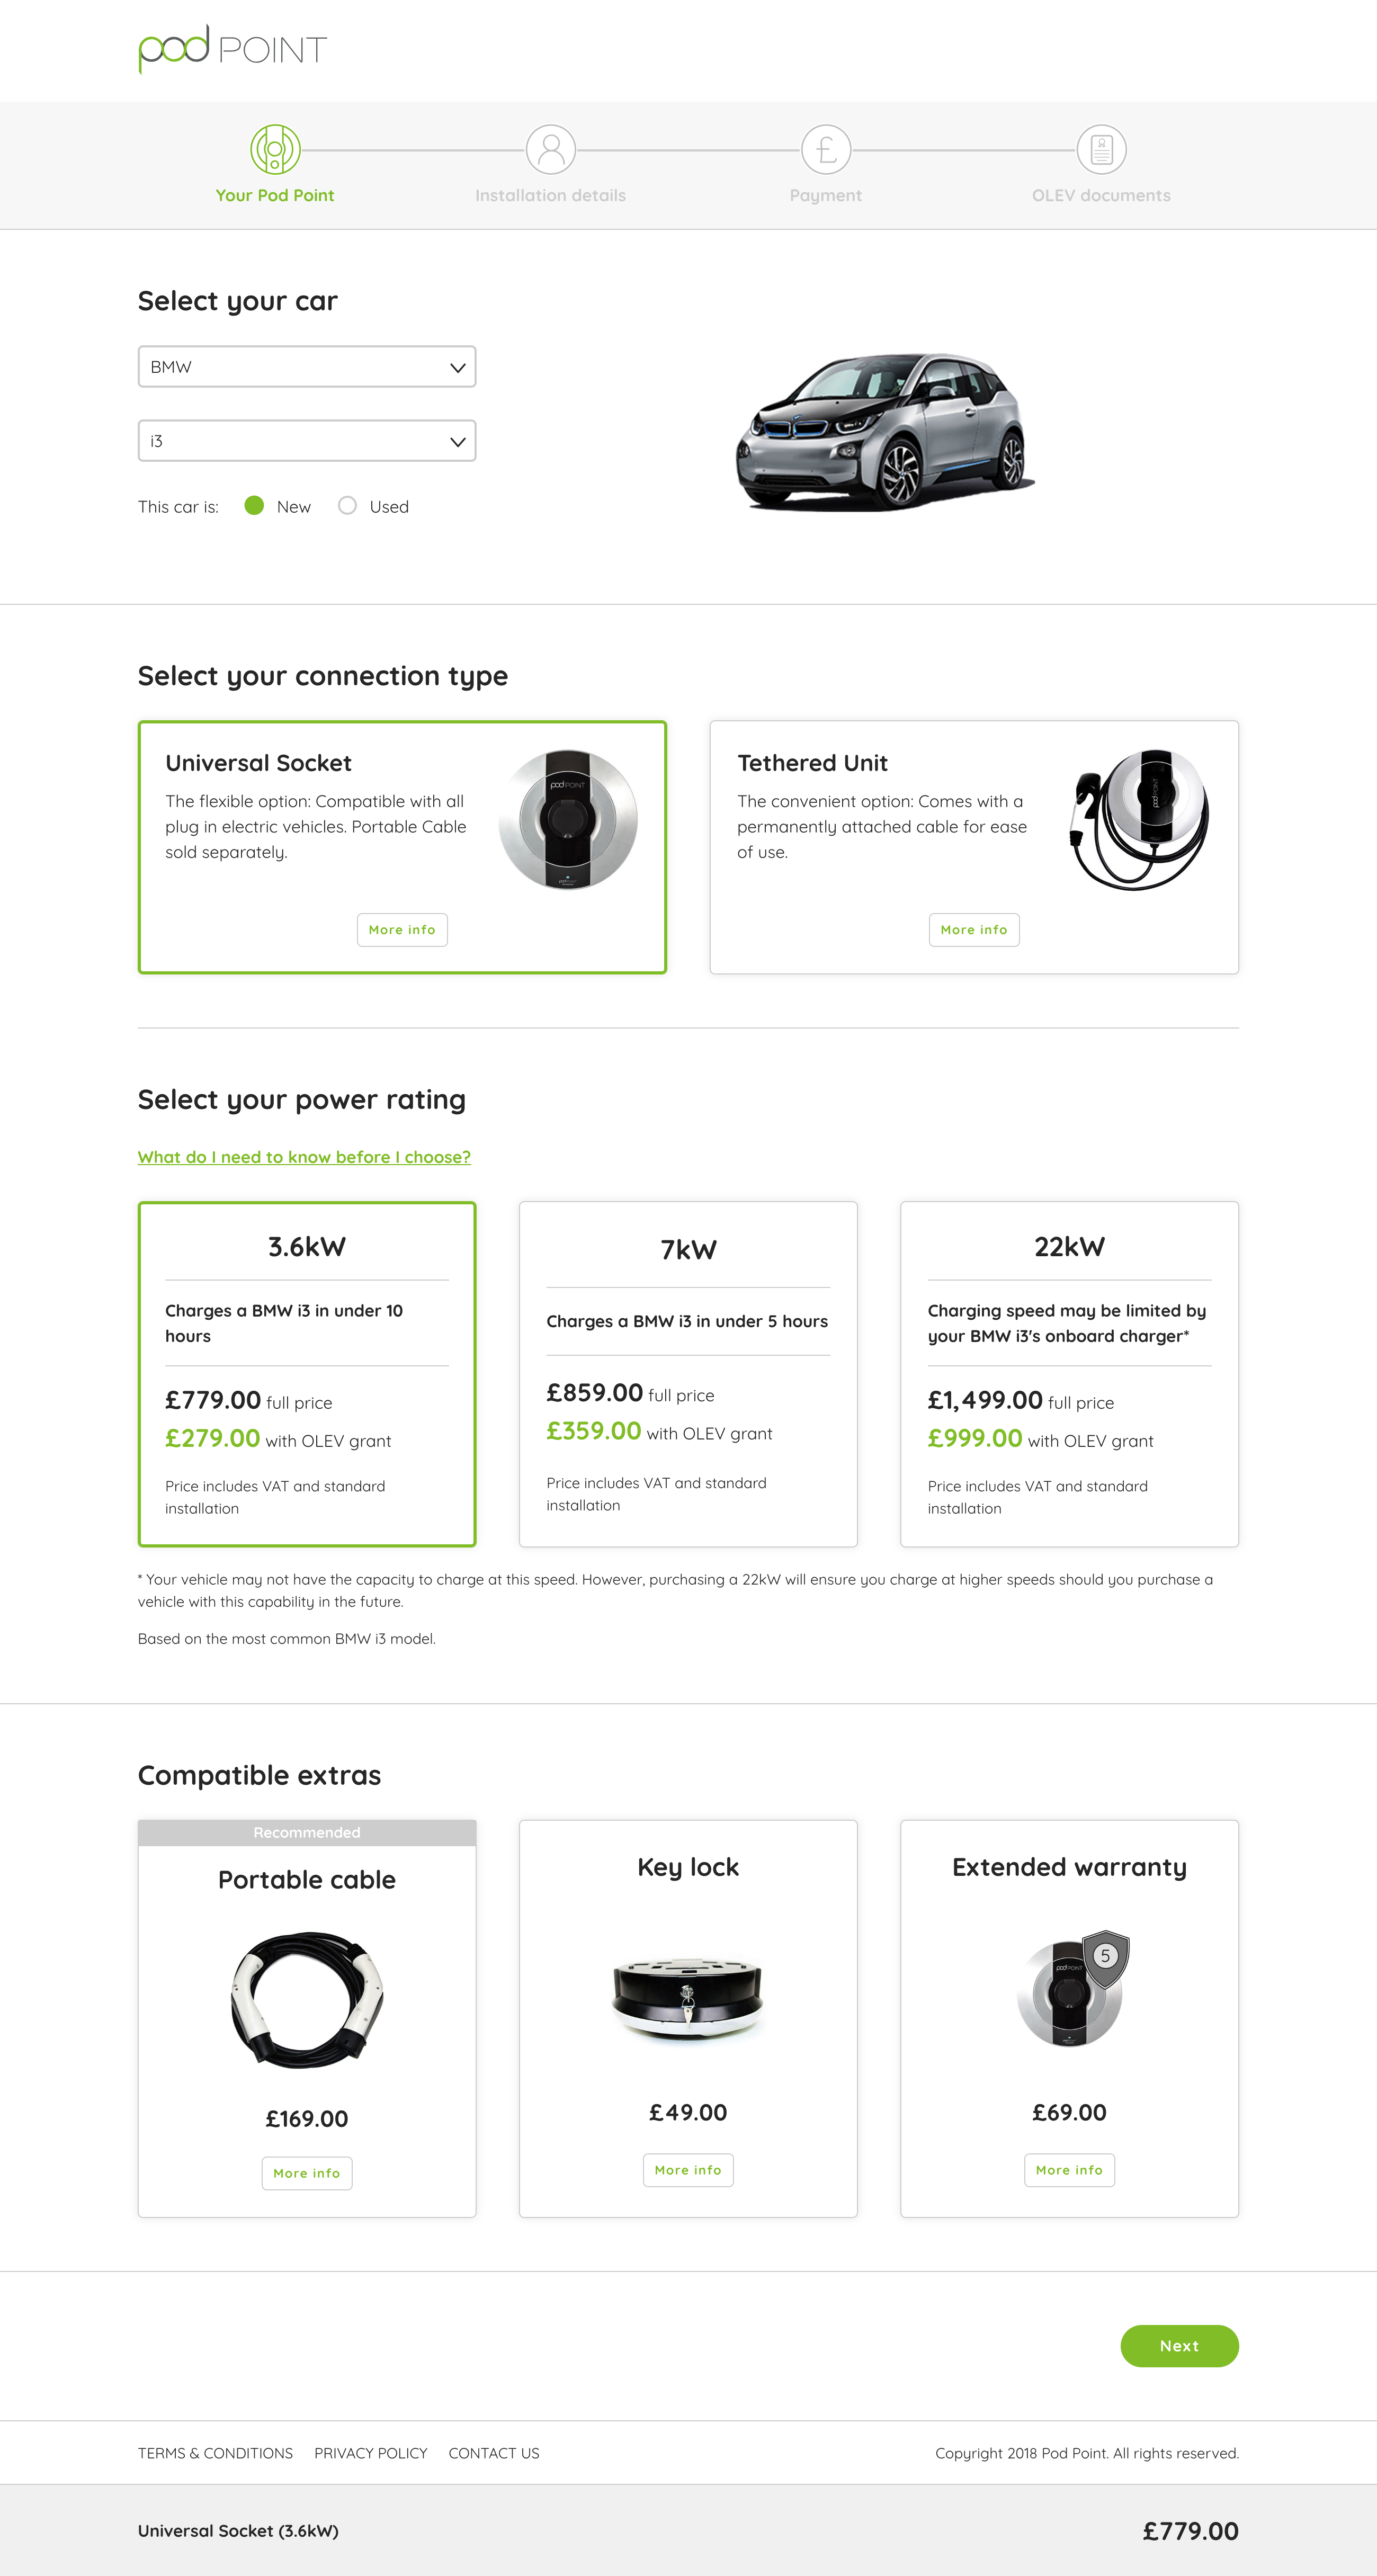 pod POINT
Your Pod Point
Installation details
Payment
OLEV documents
Select your car
BMW
i3
This car is: New Used
Select your connection type
Universal Socket
The flexible option: Compatible with all
plug in electric vehicles. Portable Cable
sold separately.
pod POINT
More info
Tethered Unit
The convenient option: Comes with a
permanently attached cable for ease
of use.
pod POINT
More info
Select your power rating
What do I need to know before I choose?
3.6kW
Charges a BMW i3 in under 10
hours
£779.00 full price
£279.00 with OLEV grant
Price includes VAT and standard
installation
7kW
Charges a BMW i3 in under 5 hours
£859.00 full price
£359.00 with OLEV grant
Price includes VAT and standard
installation
22kW
Charging speed may be limited by
your BMW i3's onboard charger*
£1,499.00 full price
£999.00 with OLEV grant
Price includes VAT and standard
installation
* Your vehicle may not have the capacity to charge at this speed. However, purchasing a 22kW will ensure you charge at higher speeds should you purchase a
vehicle with this capability in the future.
Based on the most common BMW i3 model.
Compatible extras
Recommended
Portable cable
£169.00
More info
Key lock
£49.00
More info
Extended warranty
5
pod POINT
£69.00
More info
Next
TERMS & CONDITIONS PRIVACY POLICY CONTACT US
Copyright 2018 Pod Point. All rights reserved.
Universal Socket (3.6kW)
£779.00